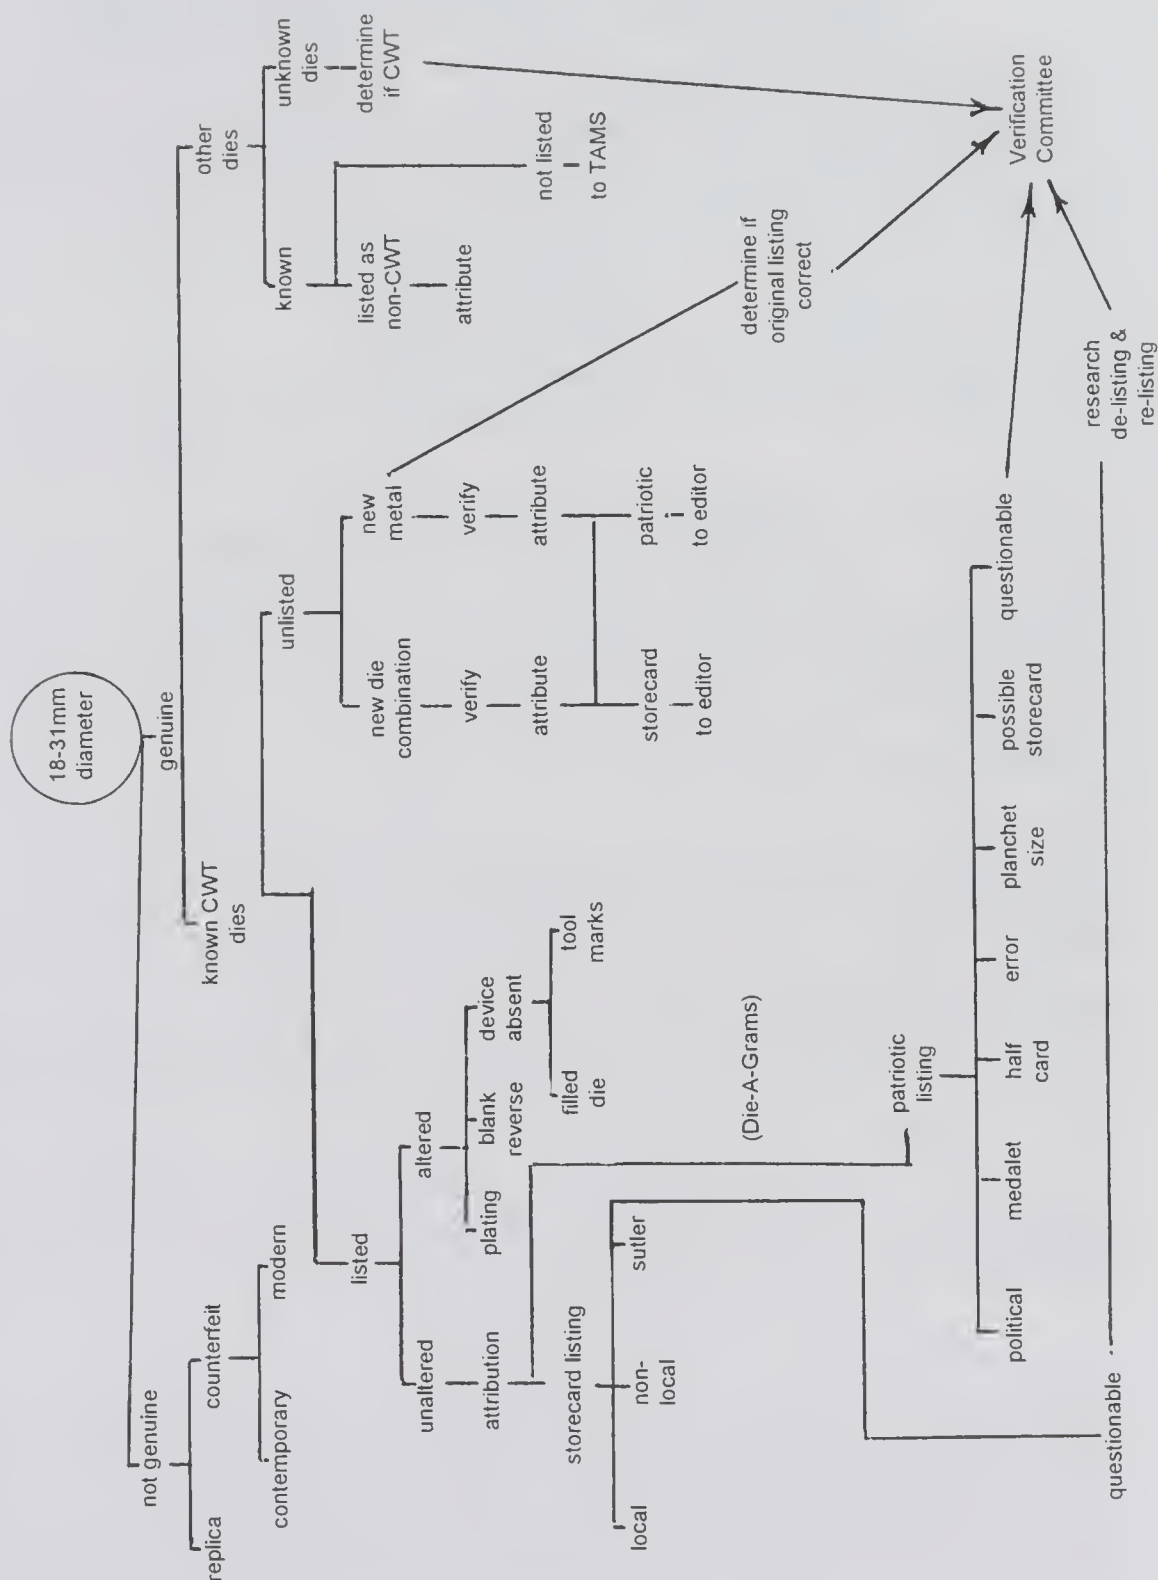 18-31mm
diameter
not genuine
genuine
replica
counterfeit
contemporary
modern
known CWT
dies
other
dies
listed
unlisted
known
unknown
dies
unaltered
altered
new die
combination
new
metal
listed as
non-CWT
determine
if CWT
attribution
plating
blank
reverse
device
absent
verify
verify
attribute
filled
die
tool
marks
attribute
attribute
not listed
to TAMS
storecard listing
storecard
to editor
patriotic
to editor
local
non-
local
sutler
(Die-A-Grams)
determine if
original listing
correct
patriotic
listing
political
medalet
half
card
error
planchet
size
possible
storecard
questionable
Verification
Committee
questionable
research
de-listing &
re-listing